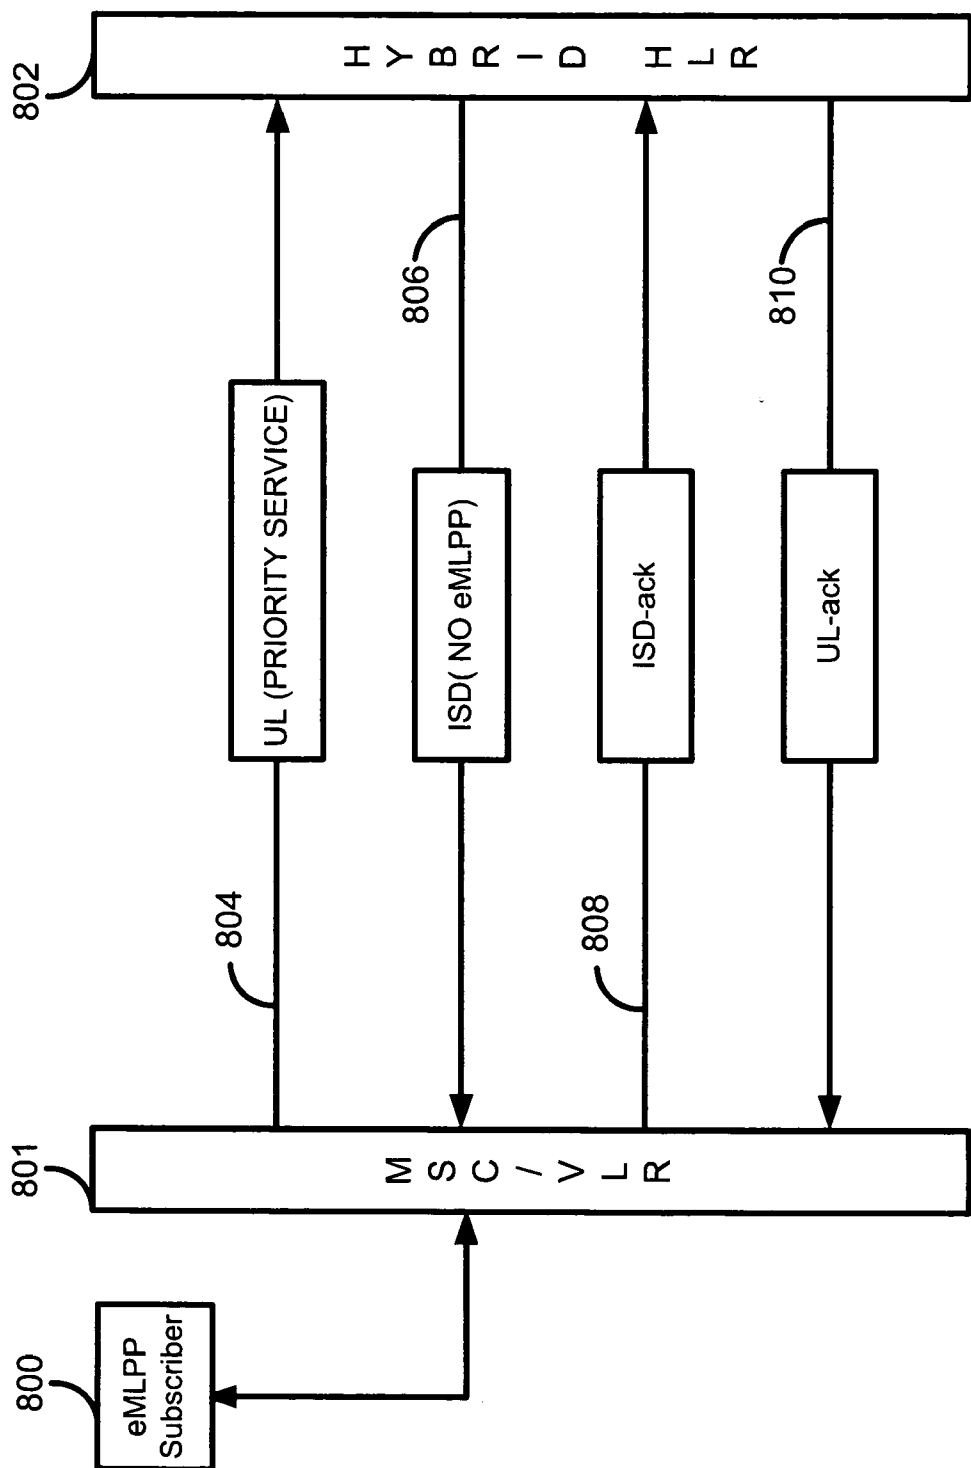 800
eMLPP
Subscriber
801
MSC/VLR
802
HYBRID HLR
804
UL (PRIORITY SERVICE)
806
ISD( NO eMLPP)
808
ISD-ack
810
UL-ack